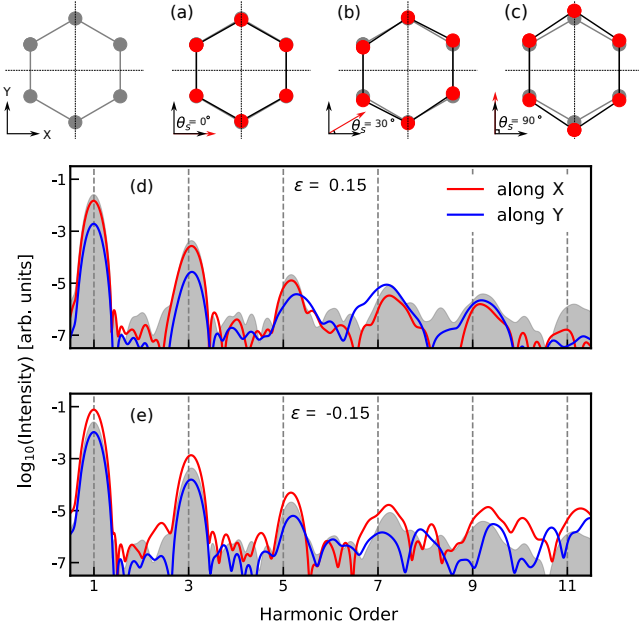 (a)
(b)
(c)
Y
X
θs = 0°
θs = 30°
θs = 90°
(d)
ε = 0.15
along X
along Y
-1
-3
-5
-7
(e)
ε = -0.15
-1
-3
-5
-7
log10(Intensity) [arb. units]
1
3
5
7
9
11
Harmonic Order